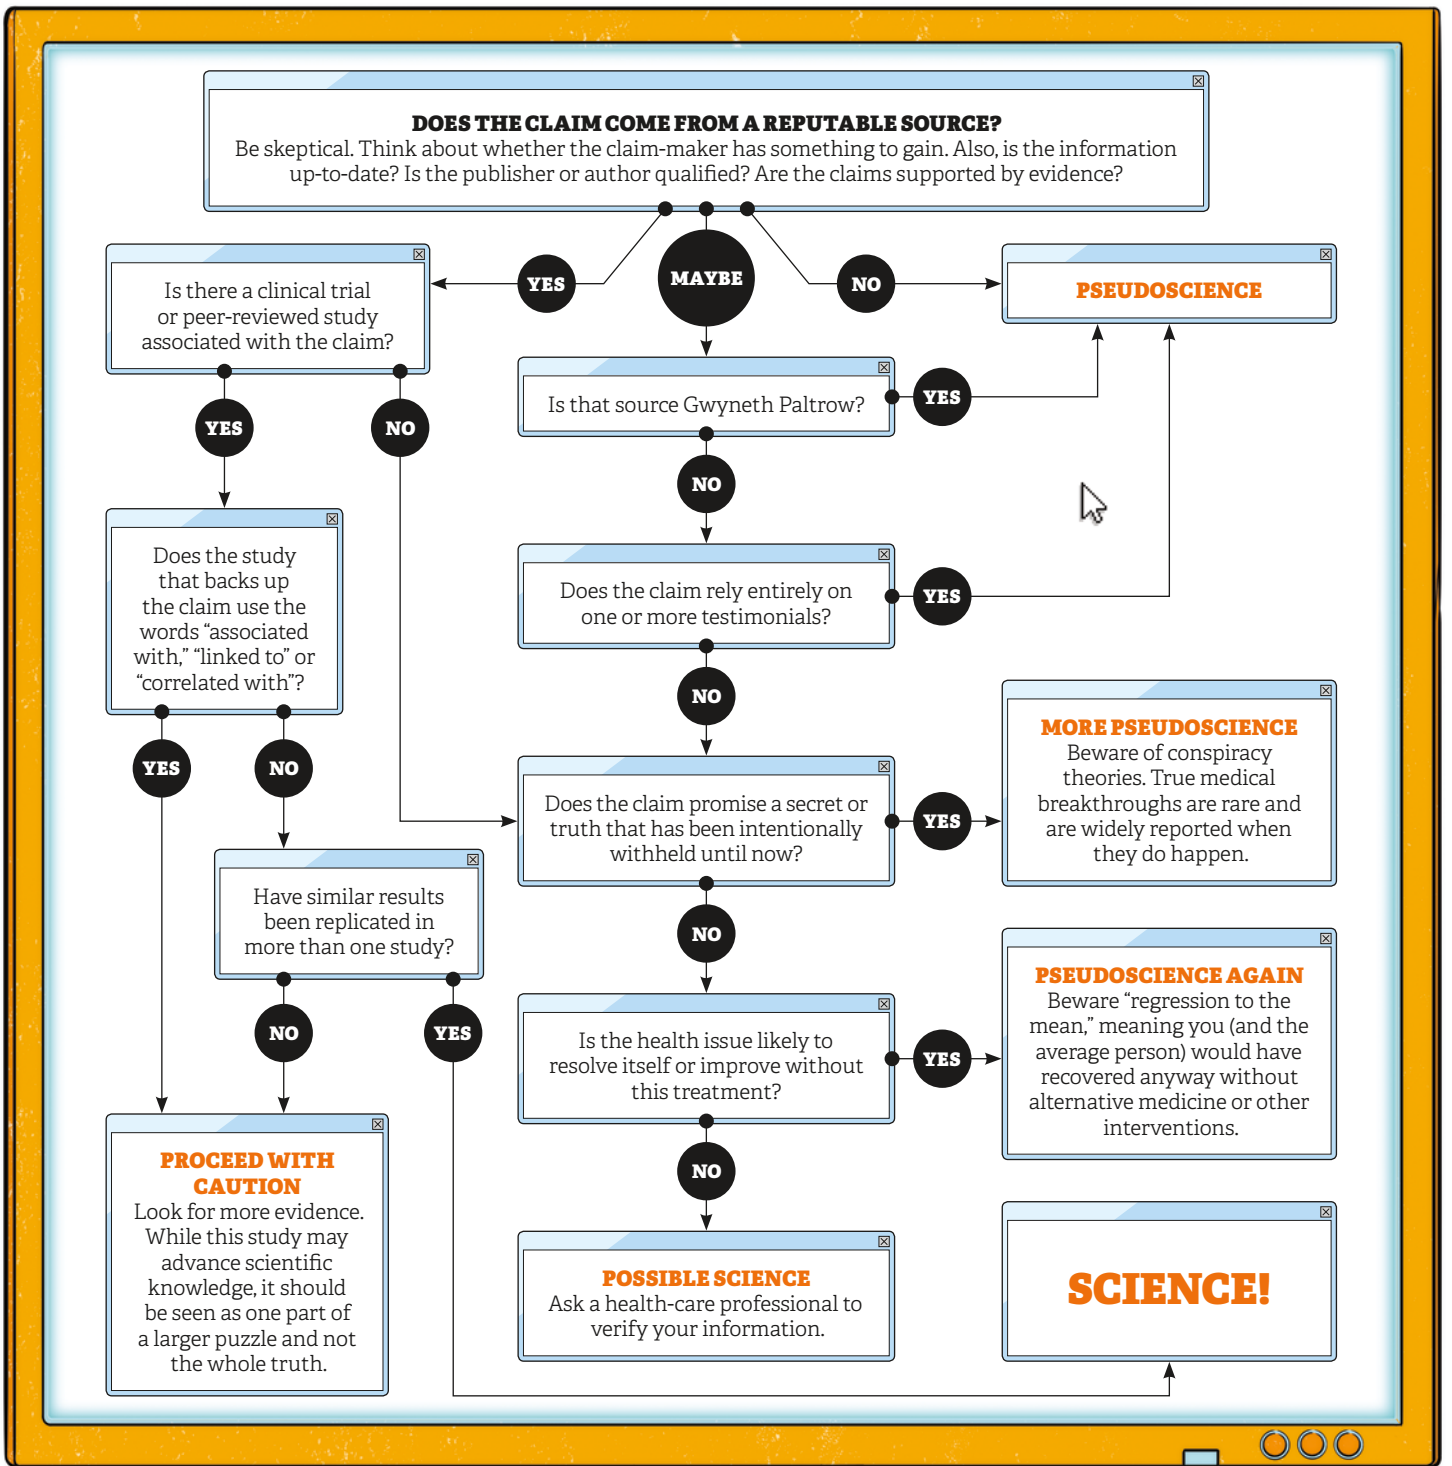 DOES THE CLAIM COME FROM A REPUTABLE SOURCE?
Be skeptical. Think about whether the claim-maker has something to gain. Also, is the information
up-to-date? Is the publisher or author qualified? Are the claims supported by evidence?
YES
MAYBE
NO
Is there a clinical trial
or peer-reviewed study
associated with the claim?
PSEUDOSCIENCE
Is that source Gwyneth Paltrow?
YES
YES
NO
NO
Does the study
that backs up
the claim use the
words “associated
with,” “linked to” or
“correlated with”?
Does the claim rely entirely on
one or more testimonials?
YES
NO
YES
NO
Does the claim promise a secret or
truth that has been intentionally
withheld until now?
YES
MORE PSEUDOSCIENCE
Beware of conspiracy
theories. True medical
breakthroughs are rare and
are widely reported when
they do happen.
Have similar results
been replicated in
more than one study?
NO
NO
YES
Is the health issue likely to
resolve itself or improve without
this treatment?
YES
PSEUDOSCIENCE AGAIN
Beware “regression to the
mean,” meaning you (and the
average person) would have
recovered anyway without
alternative medicine or other
interventions.
NO
PROCEED WITH
CAUTION
Look for more evidence.
While this study may
advance scientific
knowledge, it should
be seen as one part of
a larger puzzle and not
the whole truth.
POSSIBLE SCIENCE
Ask a health-care professional to
verify your information.
SCIENCE!